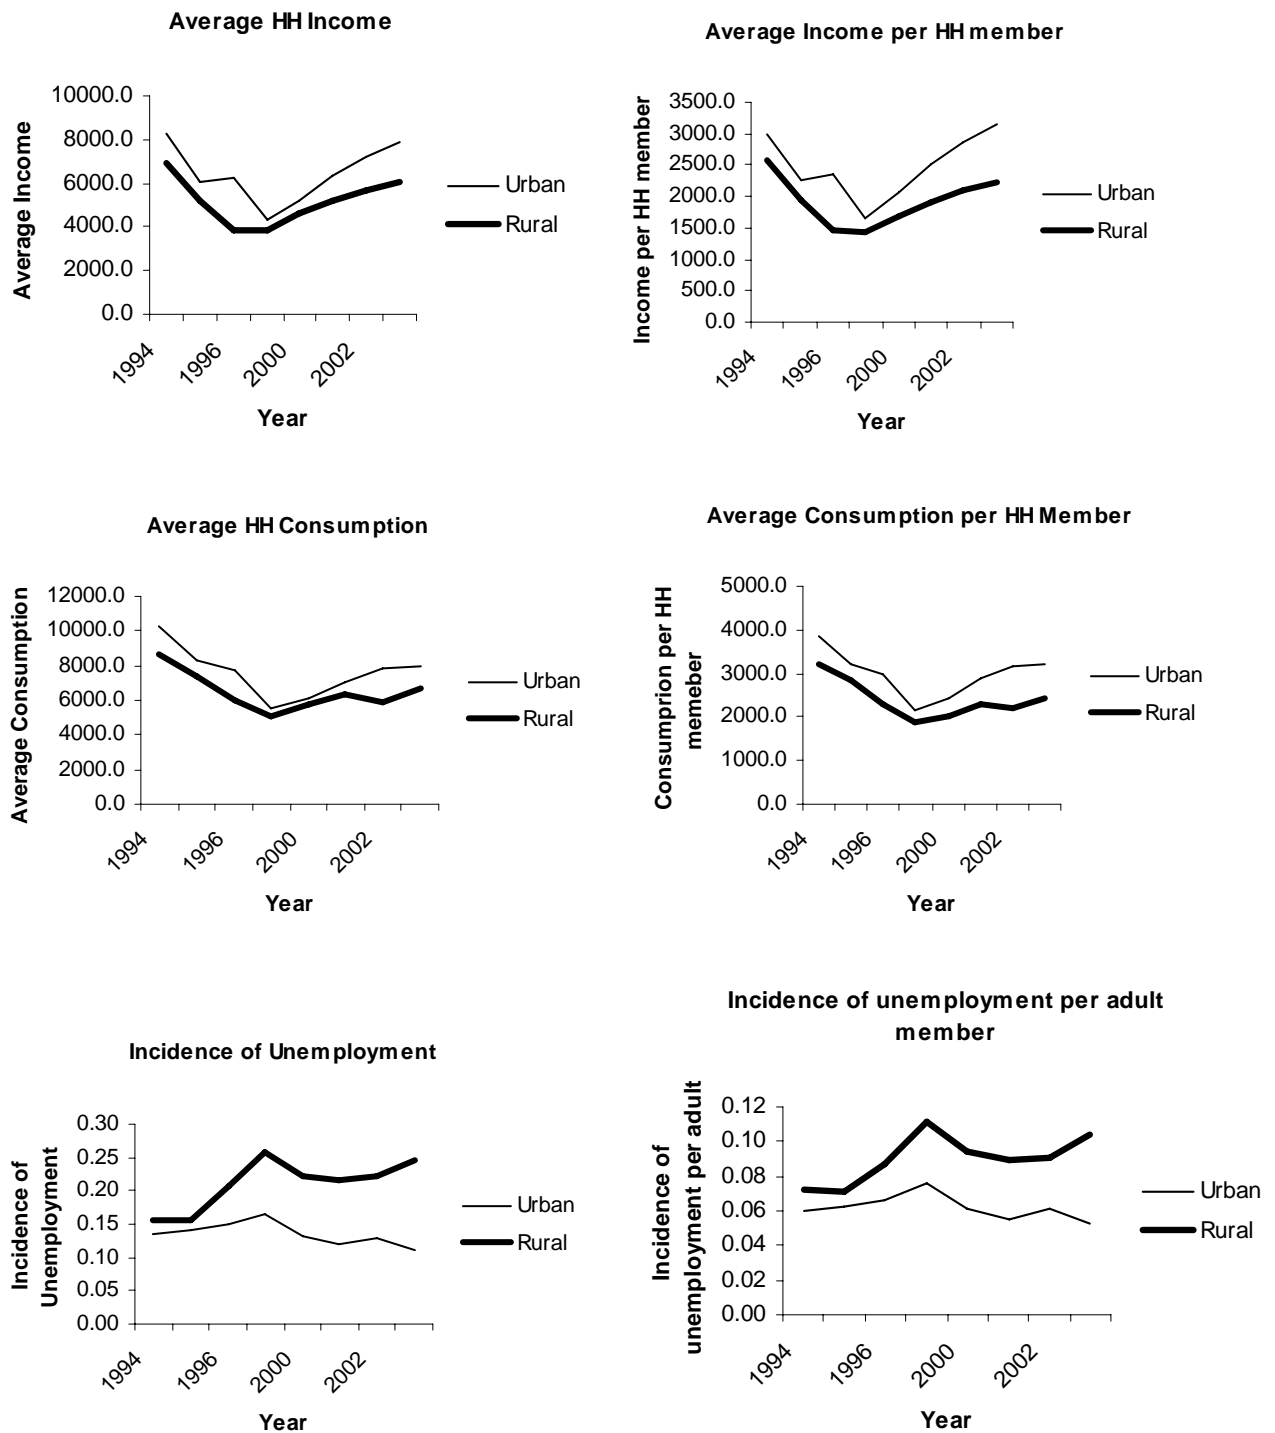 Average HH Income
Average Income
10000.0
8000.0
6000.0
4000.0
2000.0
0.0
1994
1996
2000
2002
Year
Urban
Rural
Average Income per HH member
Income per HH member
3500.0
3000.0
2500.0
2000.0
1500.0
1000.0
500.0
0.0
1994
1996
2000
2002
Year
Urban
Rural
Average HH Consumption
Average Consumption
12000.0
10000.0
8000.0
6000.0
4000.0
2000.0
0.0
1994
1996
2000
2002
Year
Urban
Rural
Average Consumption per HH Member
Consumprion per HH
memeber
5000.0
4000.0
3000.0
2000.0
1000.0
0.0
1994
1996
2000
2002
Year
Urban
Rural
Incidence of Unemployment
Incidence of
Unemployment
0.30
0.25
0.20
0.15
0.10
0.05
0.00
1994
1996
2000
2002
Year
Urban
Rural
Incidence of unemployment per adult
member
Incidence of
unemployment per adult
0.12
0.10
0.08
0.06
0.04
0.02
0.00
1994
1996
2000
2002
Year
Urban
Rural